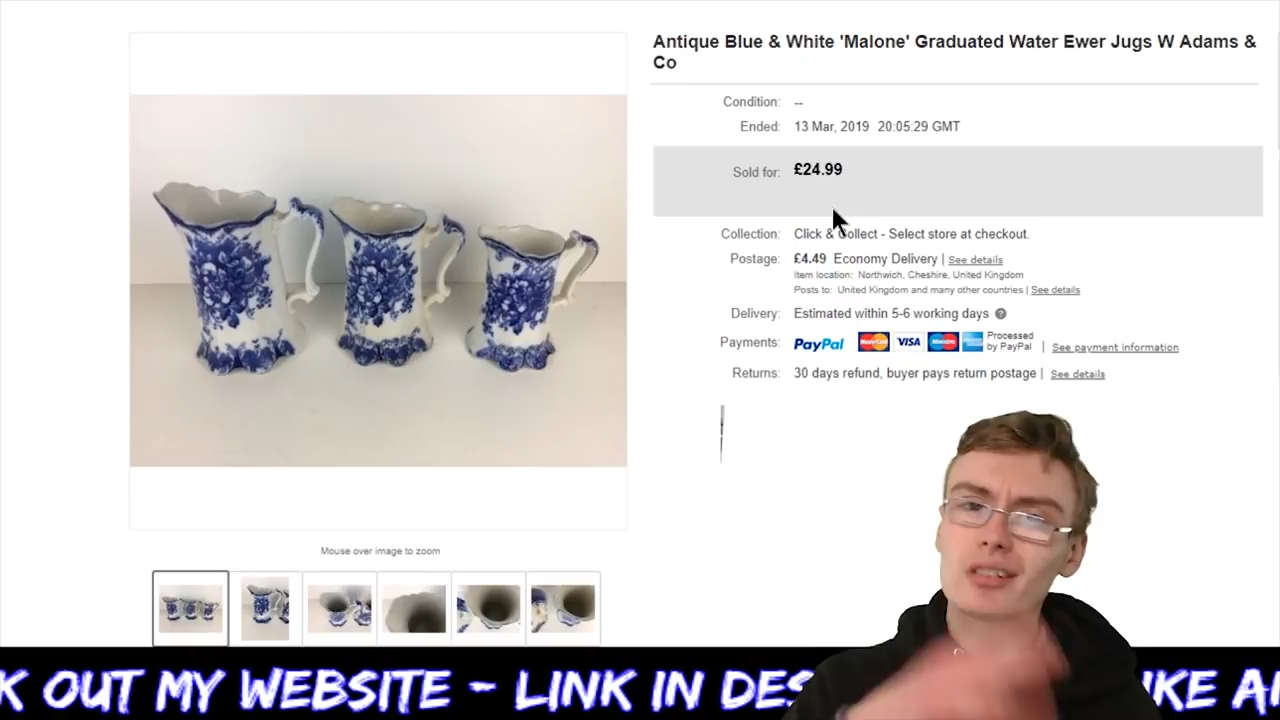 Antique Blue & White 'Malone' Graduated Water Ewer Jugs W Adams &
Co
Condition: --
Ended: 13 Mar, 2019 20:05:29 GMT
Sold for: £24.99
Collection: Click & Collect - Select store at checkout.
Postage: £4.49 Economy Delivery | See details
Item location: Northwich, Cheshire, United Kingdom
Posts to: United Kingdom and many other countries | See details
Delivery: Estimated within 5-6 working days ?
Payments: PayPal MasterCard VISA Maestro Processed by PayPal | See payment information
Returns: 30 days refund, buyer pays return postage | See details
Mouse over image to zoom
K OUT MY WEBSITE - LINK IN DES IKE A